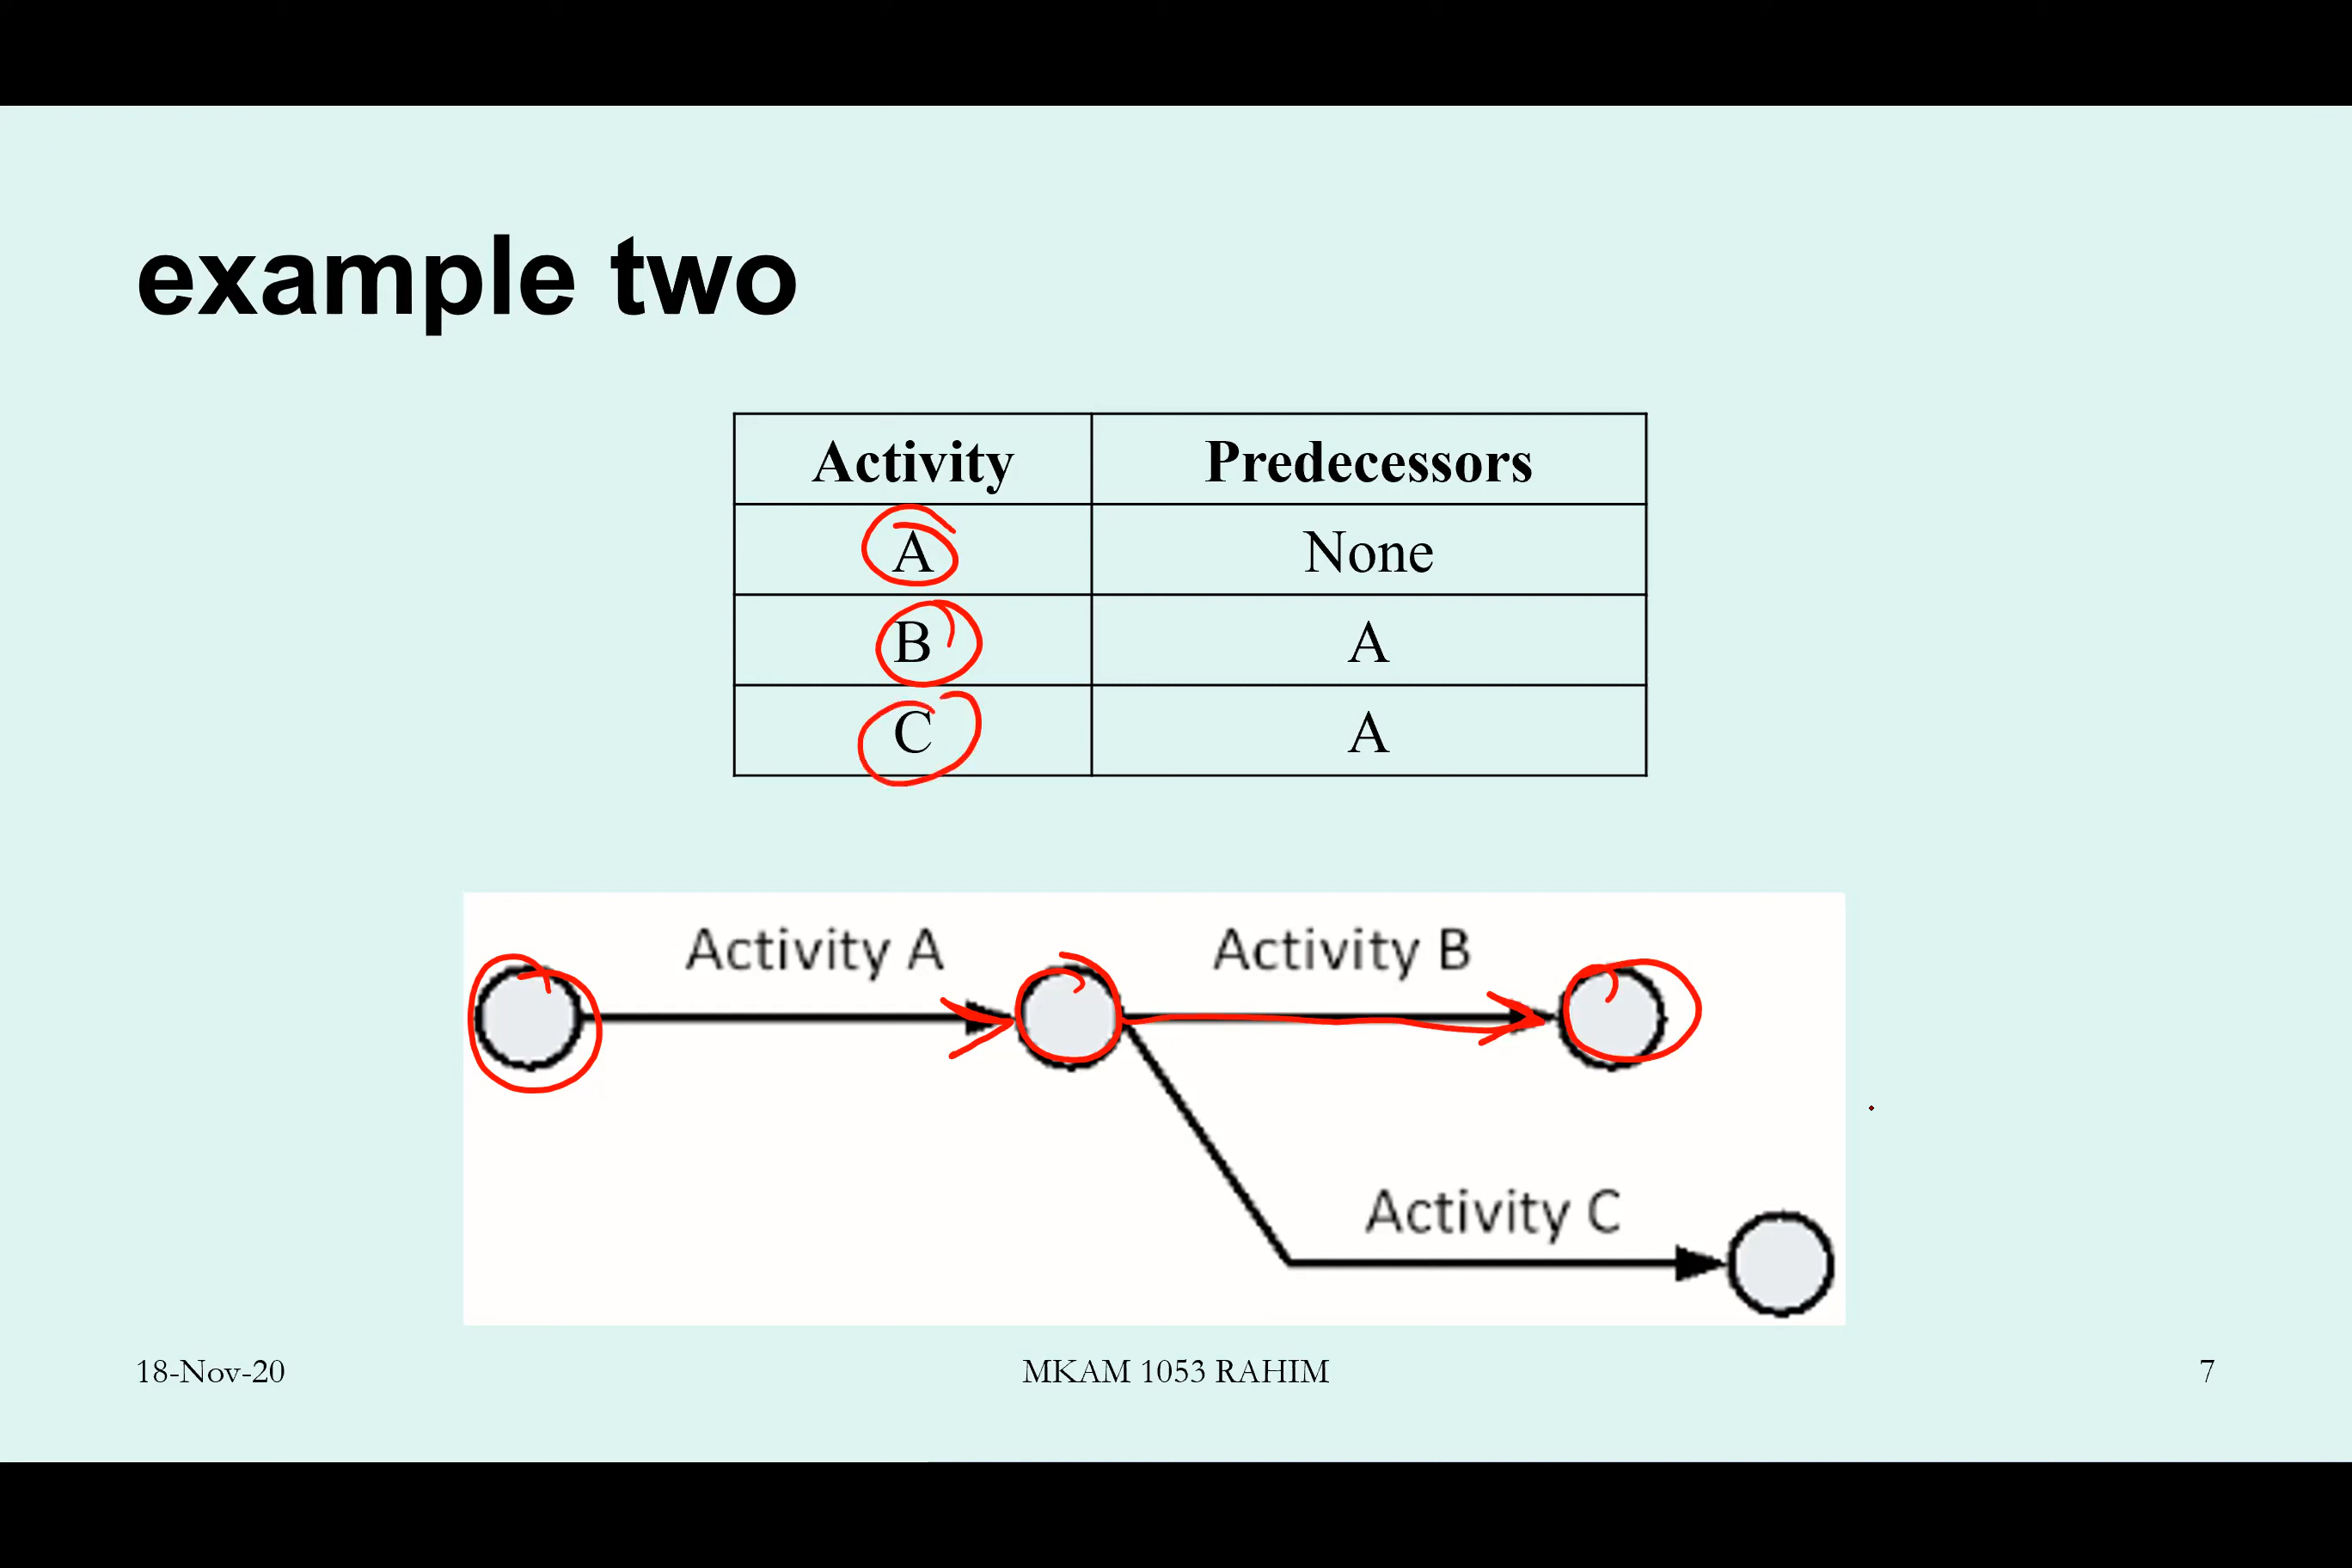 example two
Activity Predecessors
A None
B A
C A
Activity A Activity B
Activity C
18-Nov-20 MKAM 1053 RAHIM 7